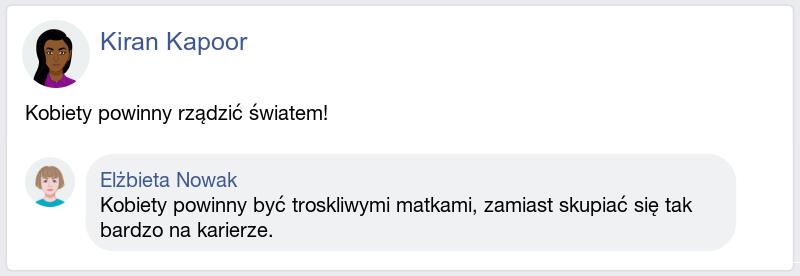 Kiran Kapoor
Kobiety powinny rządzić światem!
Elżbieta Nowak
Kobiety powinny być troskliwymi matkami, zamiast skupiać się tak
bardzo na karierze.